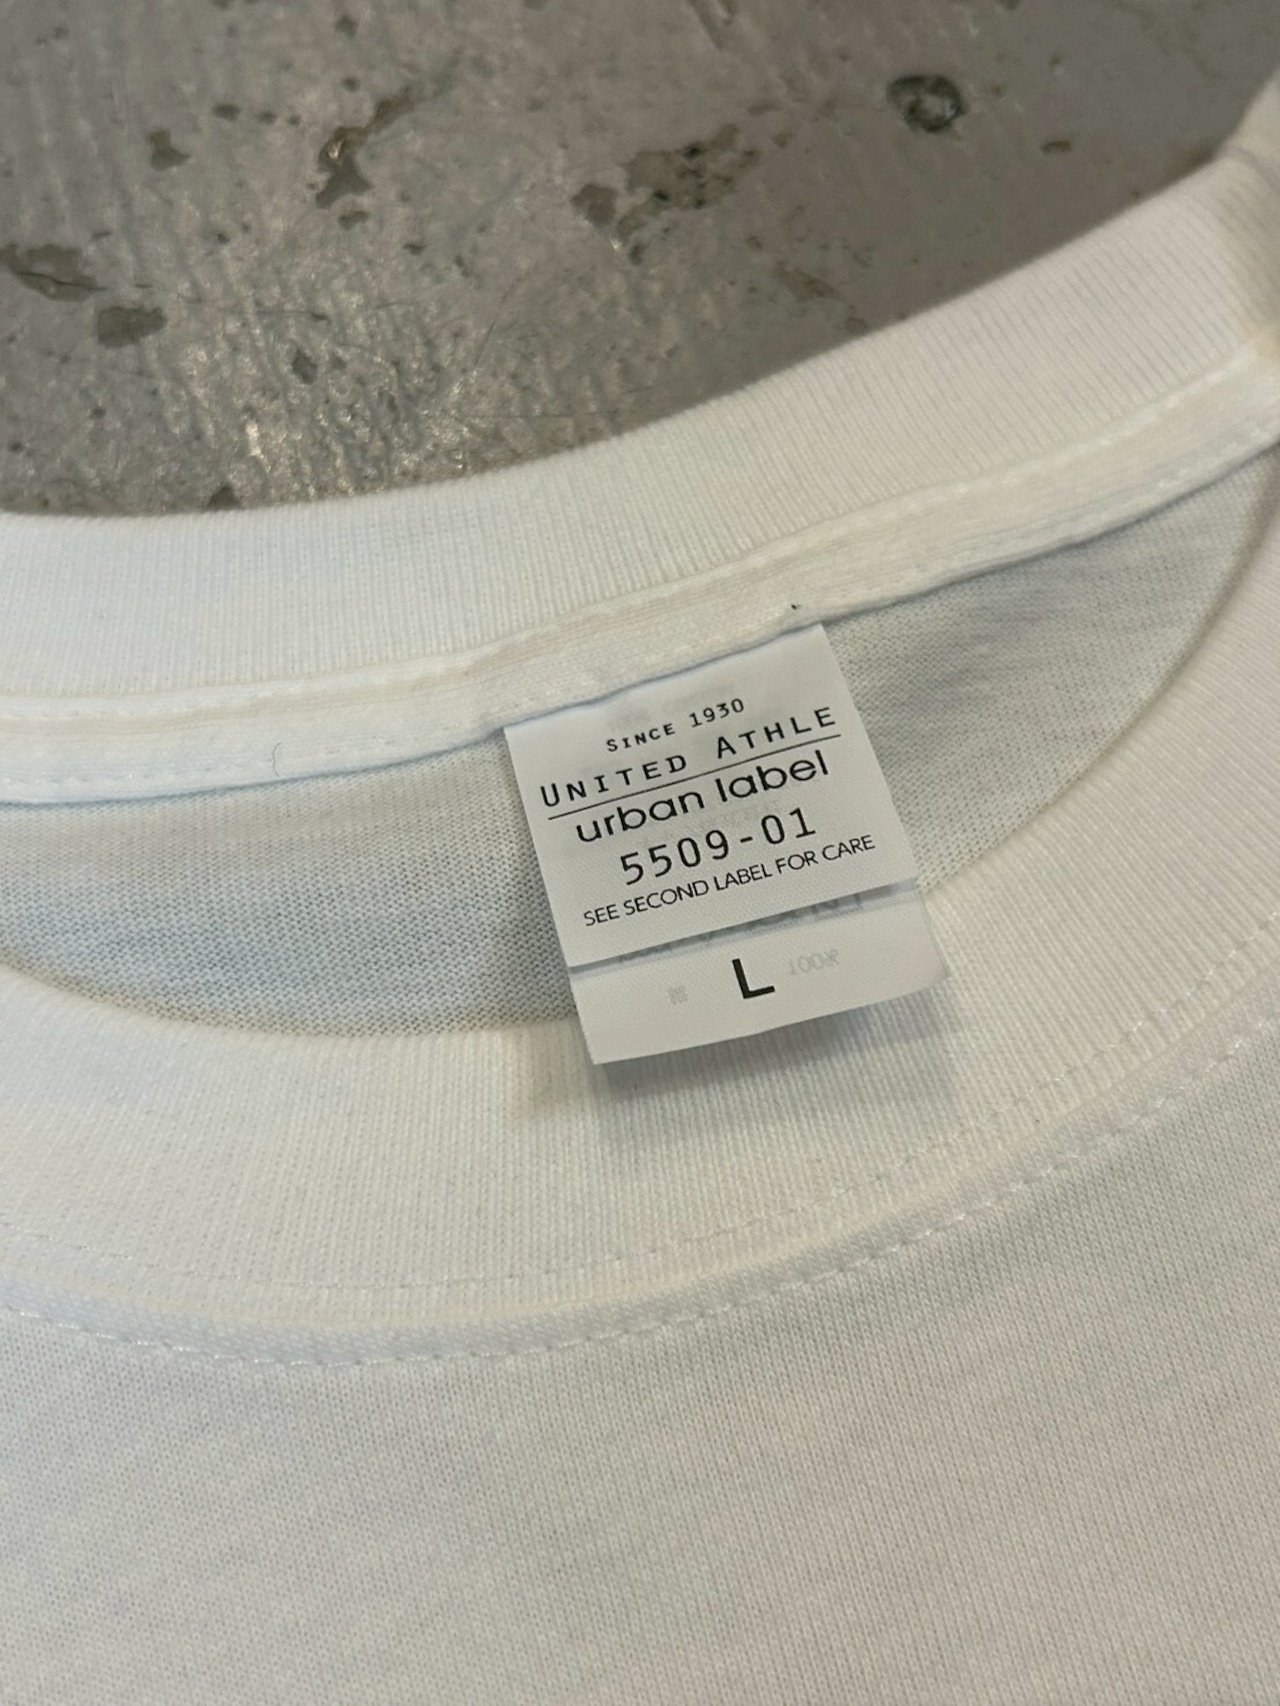 SINCE 1930
UNITED ATHLE
urban label
5509-01
SEE SECOND LABEL FOR CARE
L